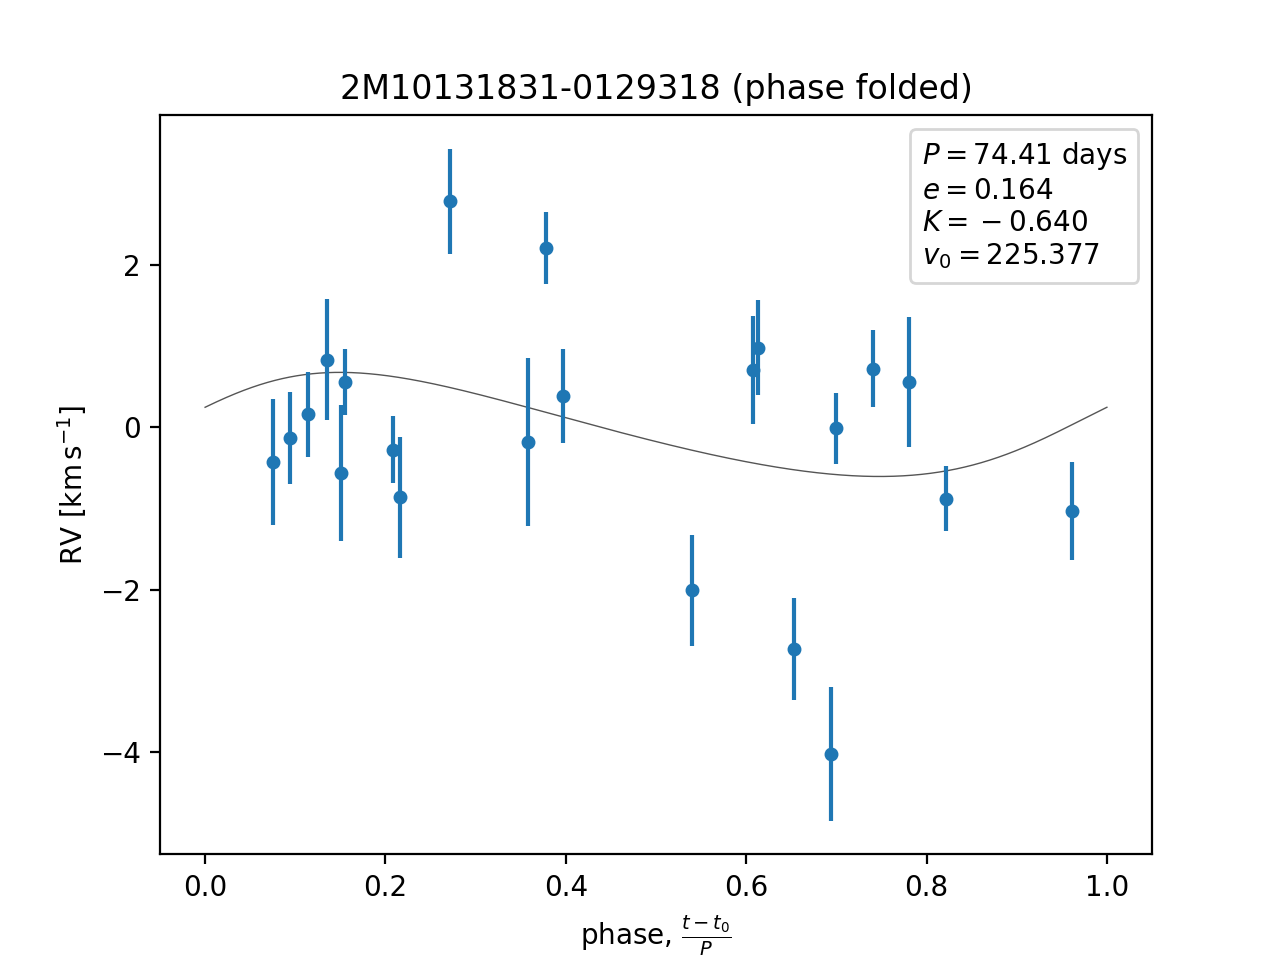 2M10131831-0129318 (phase folded)
P = 74.41 days
e = 0.164
K = −0.640
v₀ = 225.377
2
0
−2
−4
RV [km s⁻¹]
0.0 0.2 0.4 0.6 0.8 1.0
phase, (t − t₀)/P